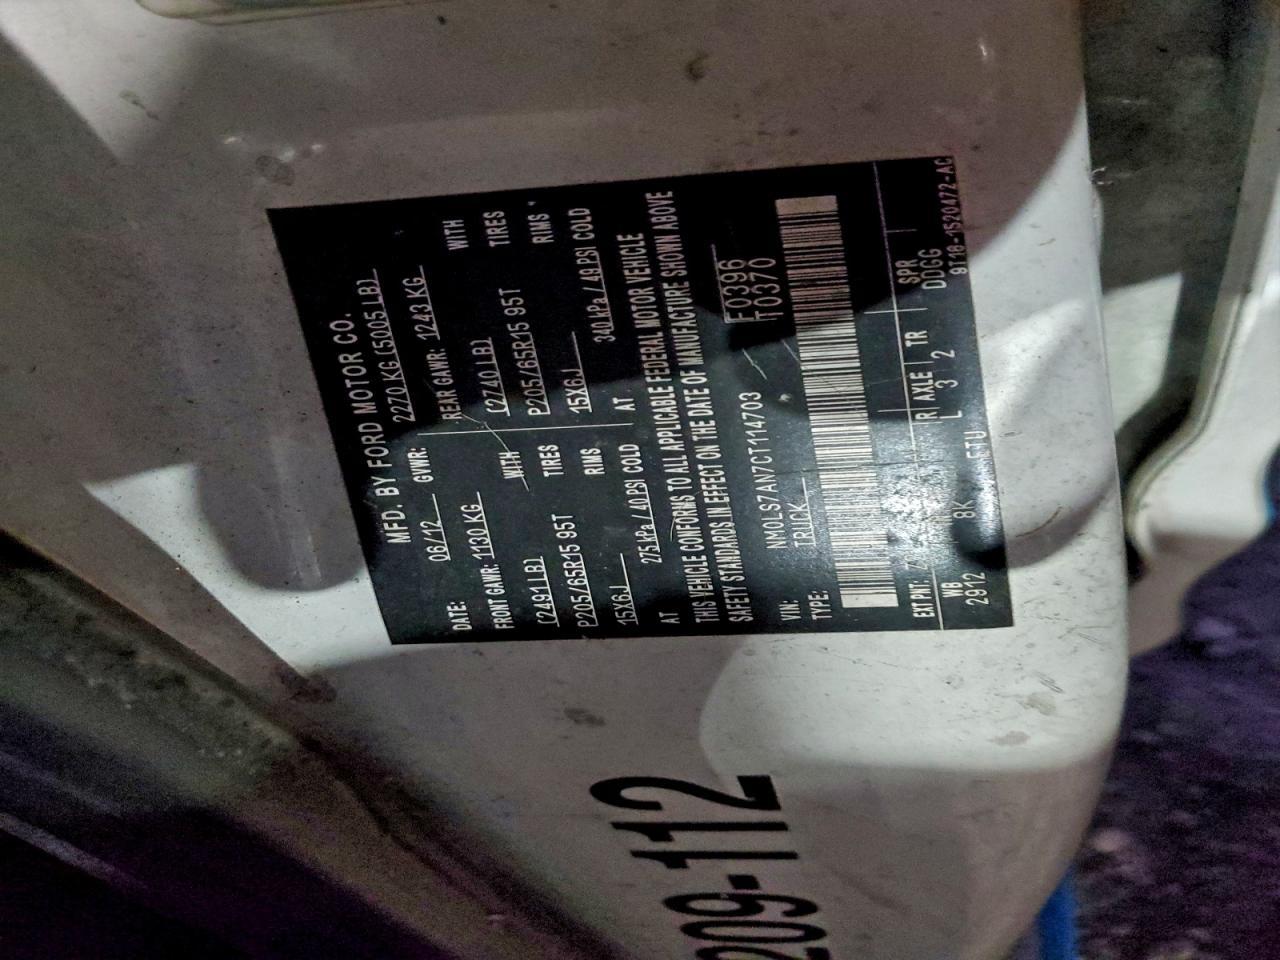 MFD. BY FORD MOTOR CO.
DATE: 06/12 GVWR: 2270 KG (5005 LB)
FRONT GAWR: 1130 KG REAR GAWR: 1243 KG
(2491 LB) WITH (2740 LB) WITH
P205/65R15 95T TIRES P205/65R15 95T TIRES
15X6J RIMS 15X6J RIMS
AT 275 kPa / 40 PSI COLD AT 340 kPa / 49 PSI COLD
THIS VEHICLE CONFORMS TO ALL APPLICABLE FEDERAL MOTOR VEHICLE
SAFETY STANDARDS IN EFFECT ON THE DATE OF MANUFACTURE SHOWN ABOVE
F0396
VIN: NM0LS7AN7CT114703 T0370
TYPE: TRUCK
EXT PNT:
WB R AXLE TR SPR
2912 8K L 3 2 DDGG
9T16-1520472-AC
209-112